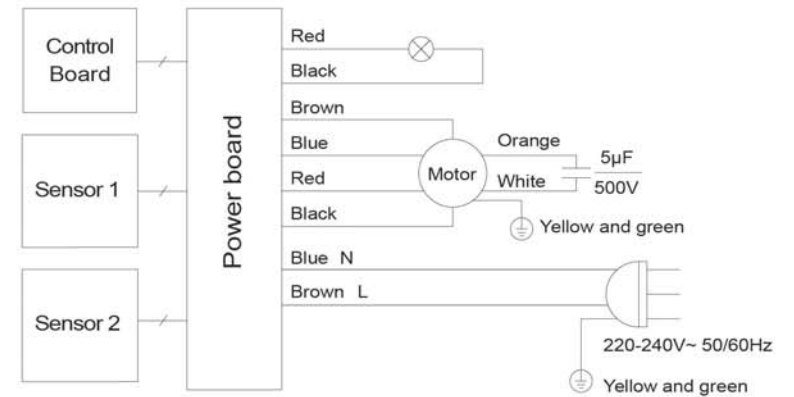 Control
Board
Sensor 1
Sensor 2
Power board
Red
Black
Brown
Blue
Red
Black
Blue N
Brown L
Motor
Orange
White
5μF
500V
Yellow and green
220-240V~ 50/60Hz
Yellow and green